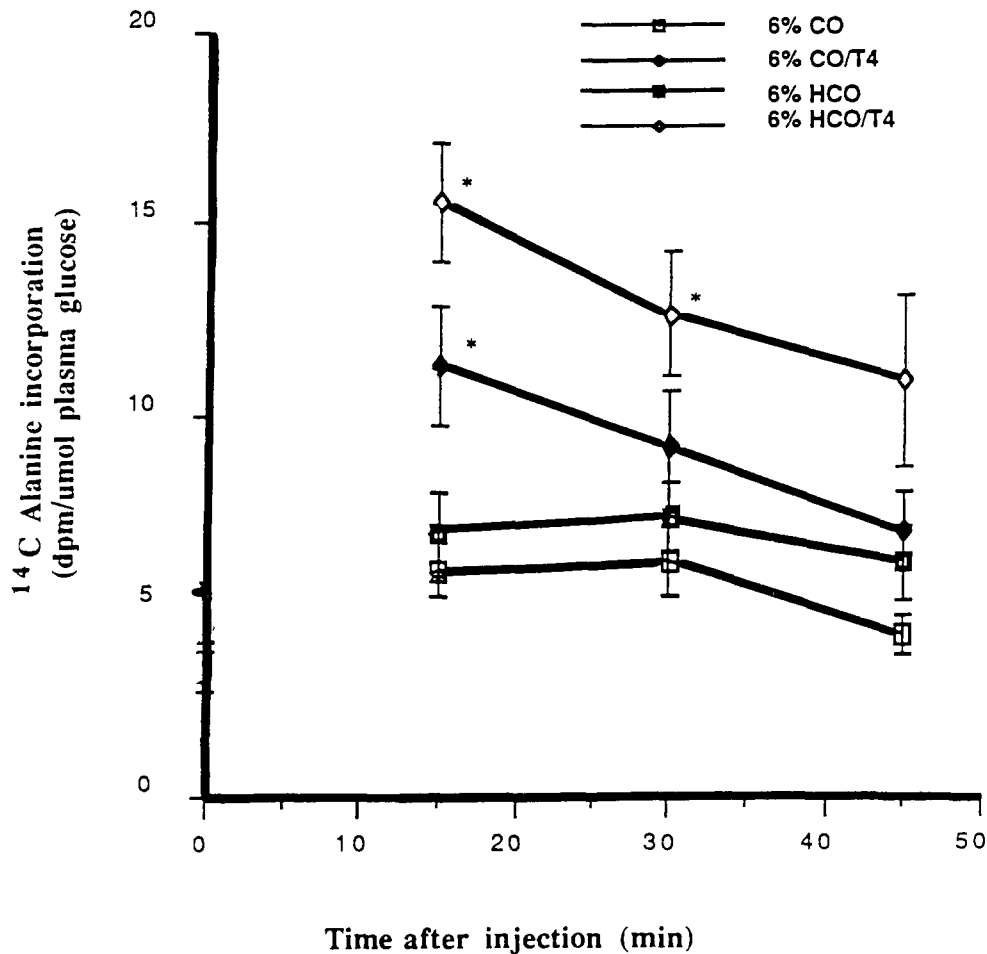 20
6% CO
6% CO/T4
6% HCO
6% HCO/T4
*
15
*
*
10
5
0
0 10 20 30 40 50
14 C Alanine incorporation
(dpm/umol plasma glucose)
Time after injection (min)